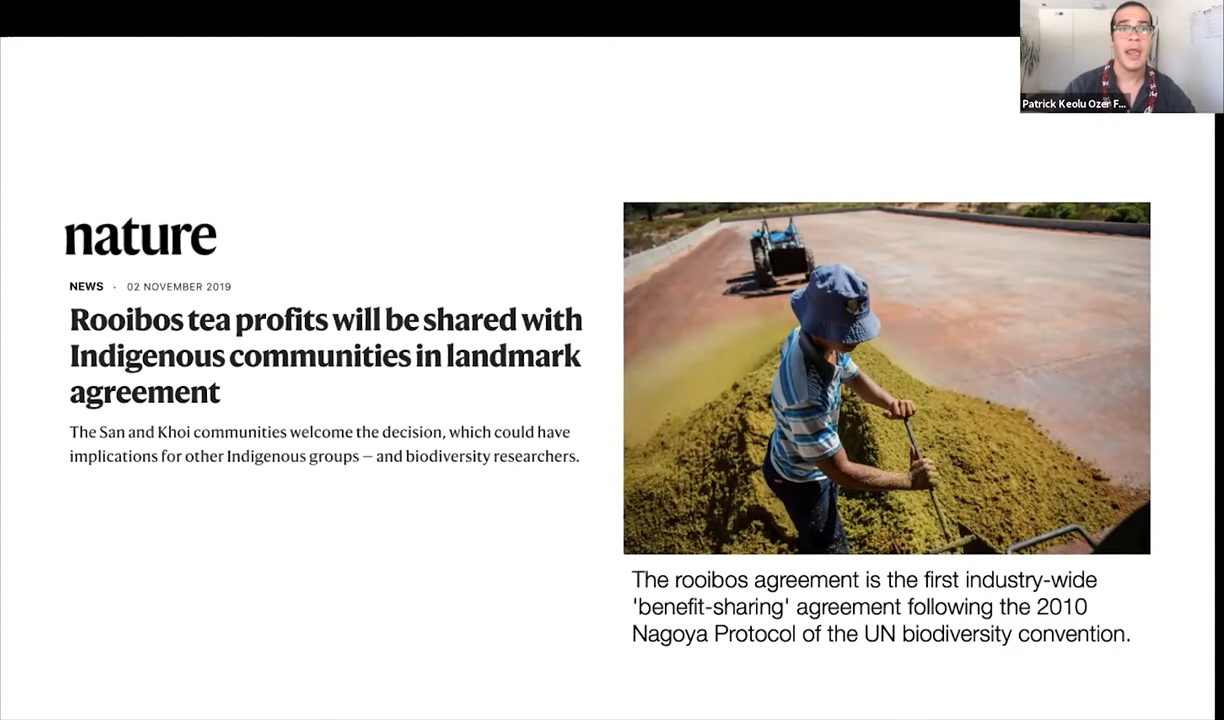 Patrick Keolu Ozer F...
nature
NEWS · 02 NOVEMBER 2019
Rooibos tea profits will be shared with
Indigenous communities in landmark
agreement
The San and Khoi communities welcome the decision, which could have
implications for other Indigenous groups — and biodiversity researchers.
The rooibos agreement is the first industry-wide
'benefit-sharing' agreement following the 2010
Nagoya Protocol of the UN biodiversity convention.